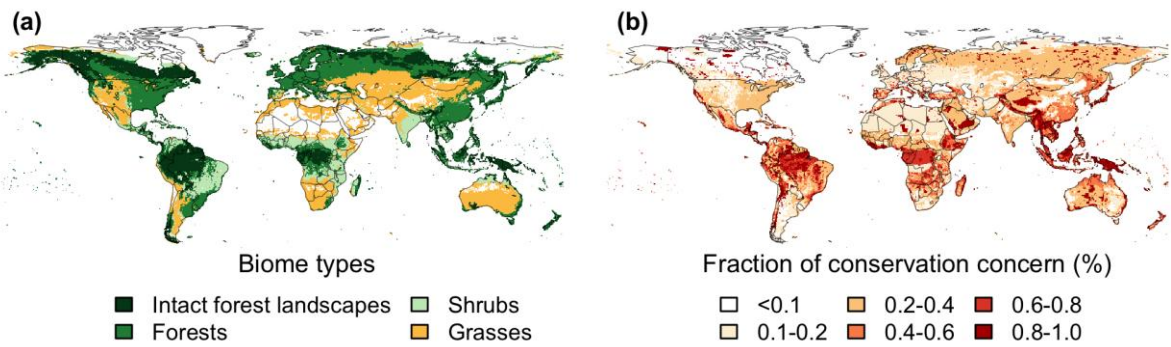 (a)
(b)
Biome types
Intact forest landscapes
Shrubs
Forests
Grasses
Fraction of conservation concern (%)
<0.1
0.2-0.4
0.6-0.8
0.1-0.2
0.4-0.6
0.8-1.0